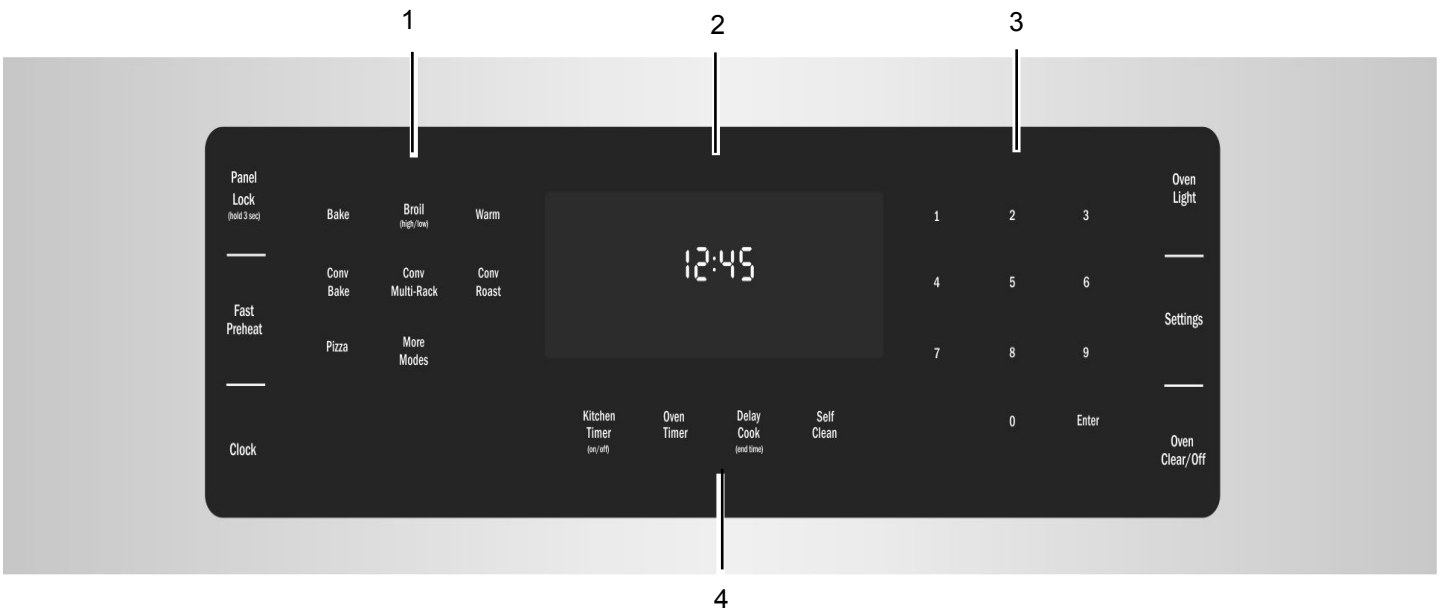 1
2
3
Panel
Lock
(hold 3 sec)
Fast
Preheat
Clock
Bake
Broil
(high/low)
Warm
Conv
Bake
Conv
Multi-Rack
Conv
Roast
Pizza
More
Modes
12:45
Kitchen
Timer
(on/off)
Oven
Timer
Delay
Cook
(end time)
Self
Clean
1 2 3
4 5 6
7 8 9
0 Enter
Oven
Light
Settings
Oven
Clear/Off
4